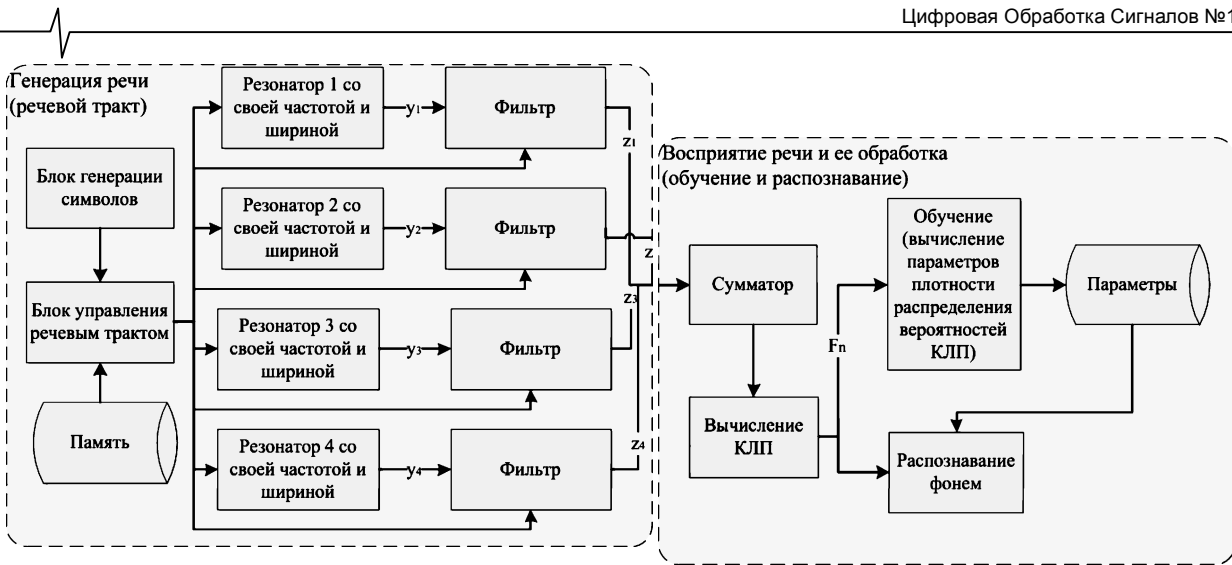 Цифровая Обработка Сигналов №1
Генерация речи
(речевой тракт)
Блок генерации
символов
Блок управления
речевым трактом
Память
Резонатор 1 со
своей частотой и
шириной
y1
Фильтр
z1
Резонатор 2 со
своей частотой и
шириной
y2
Фильтр
z
Резонатор 3 со
своей частотой и
шириной
y3
Фильтр
z3
Резонатор 4 со
своей частотой и
шириной
y4
Фильтр
z4
Восприятие речи и ее обработка
(обучение и распознавание)
Сумматор
Вычисление
КЛП
Fn
Обучение
(вычисление
параметров
плотности
распределения
вероятностей
КЛП)
Параметры
Распознавание
фонем